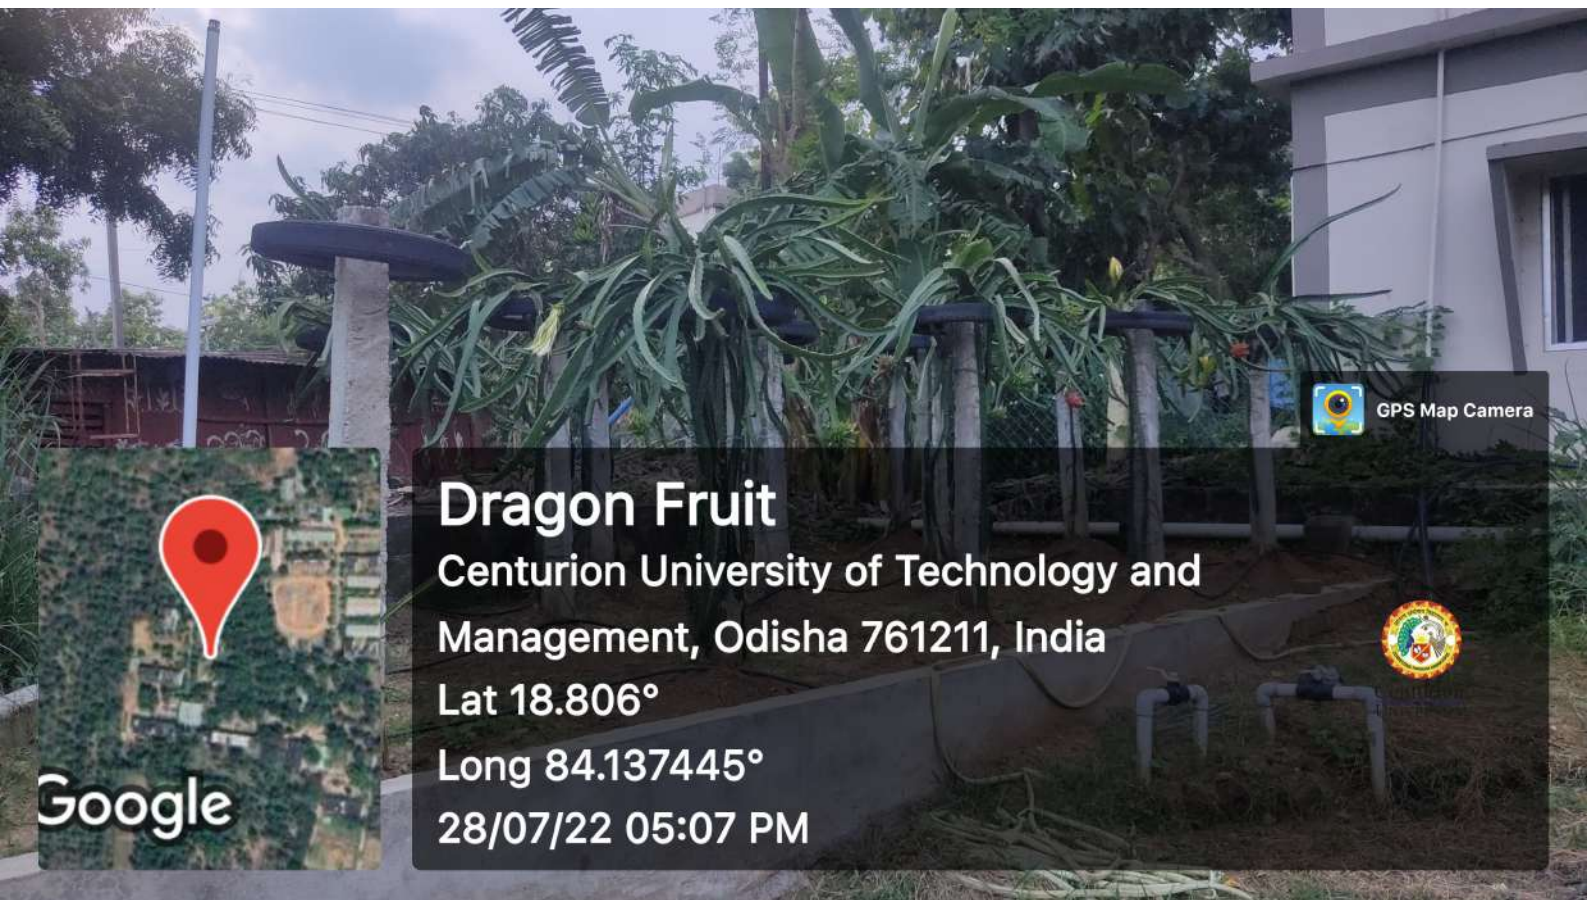 GPS Map Camera
Dragon Fruit
Centurion University of Technology and
Management, Odisha 761211, India
Lat 18.806°
Long 84.137445°
28/07/22 05:07 PM
Google